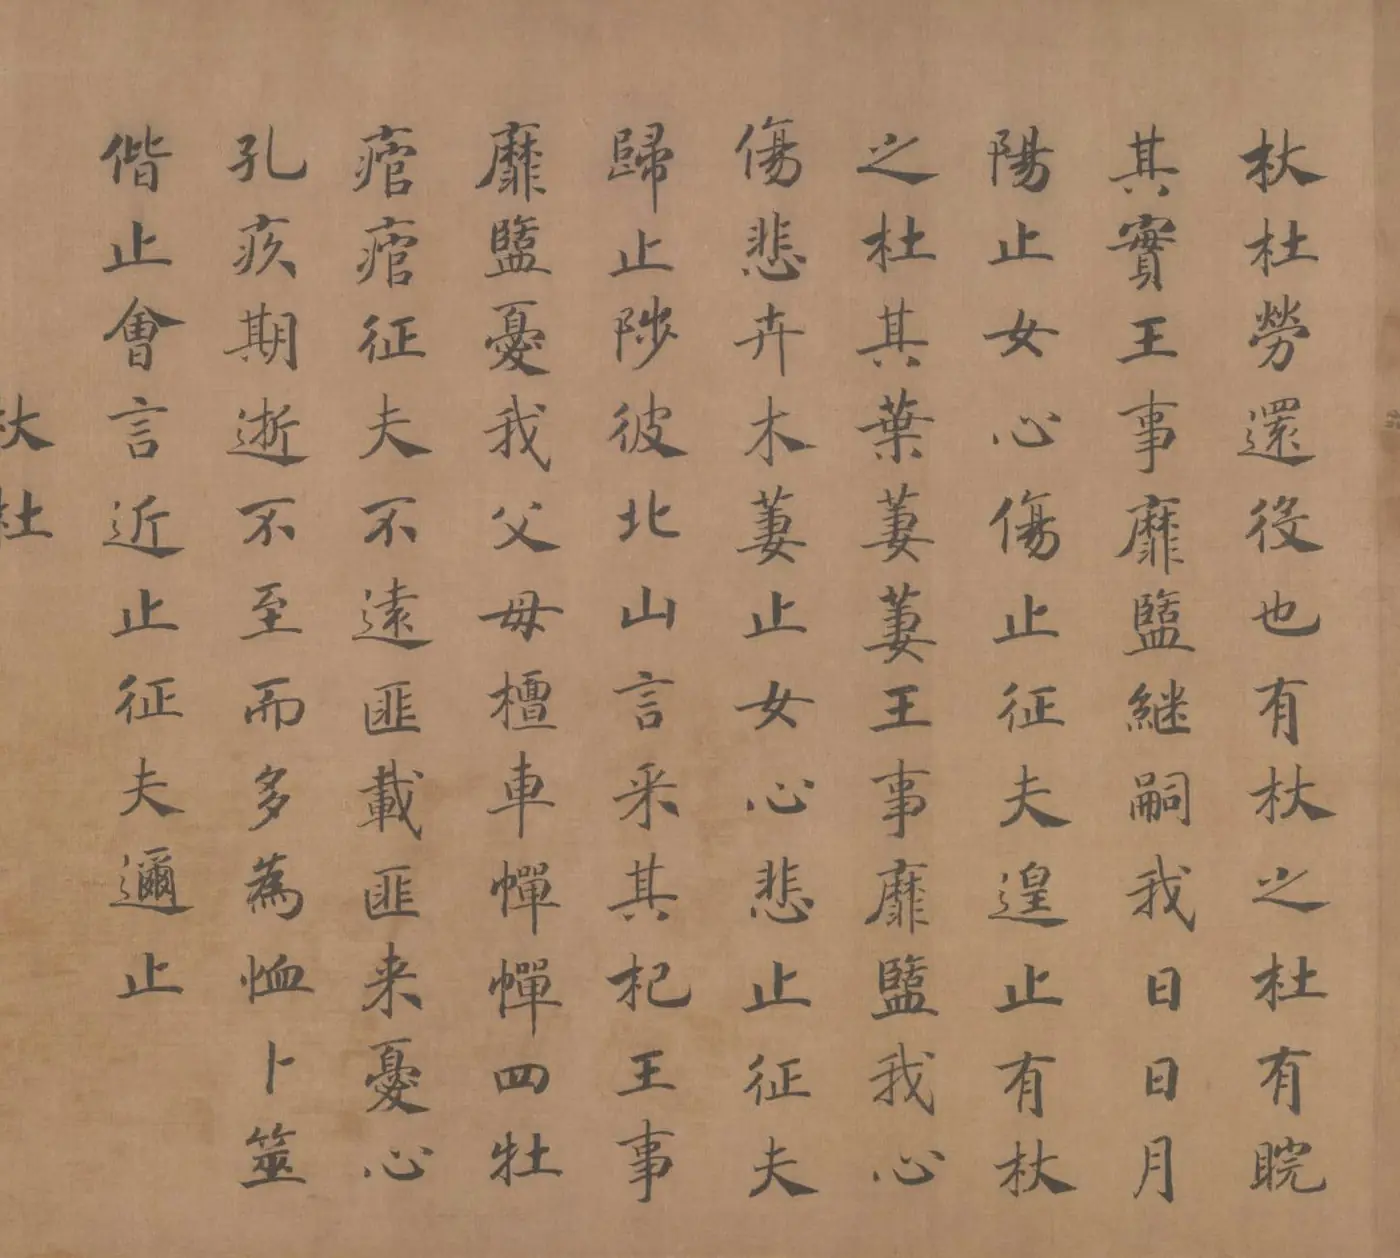 杕杜勞還役也有杕之杜有睆
其實王事靡盬継嗣我日日月
陽止女心傷止征夫遑止有杕
之杜其葉萋萋王事靡盬我心
傷悲卉木萋止女心悲止征夫
歸止陟彼北山言采其杞王事
靡盬憂我父母檀車幝幝四牡
痯痯征夫不逺匪載匪来憂心
孔疚期逝不至而多為恤卜筮
偕止會言近止征夫邇止
杕杜